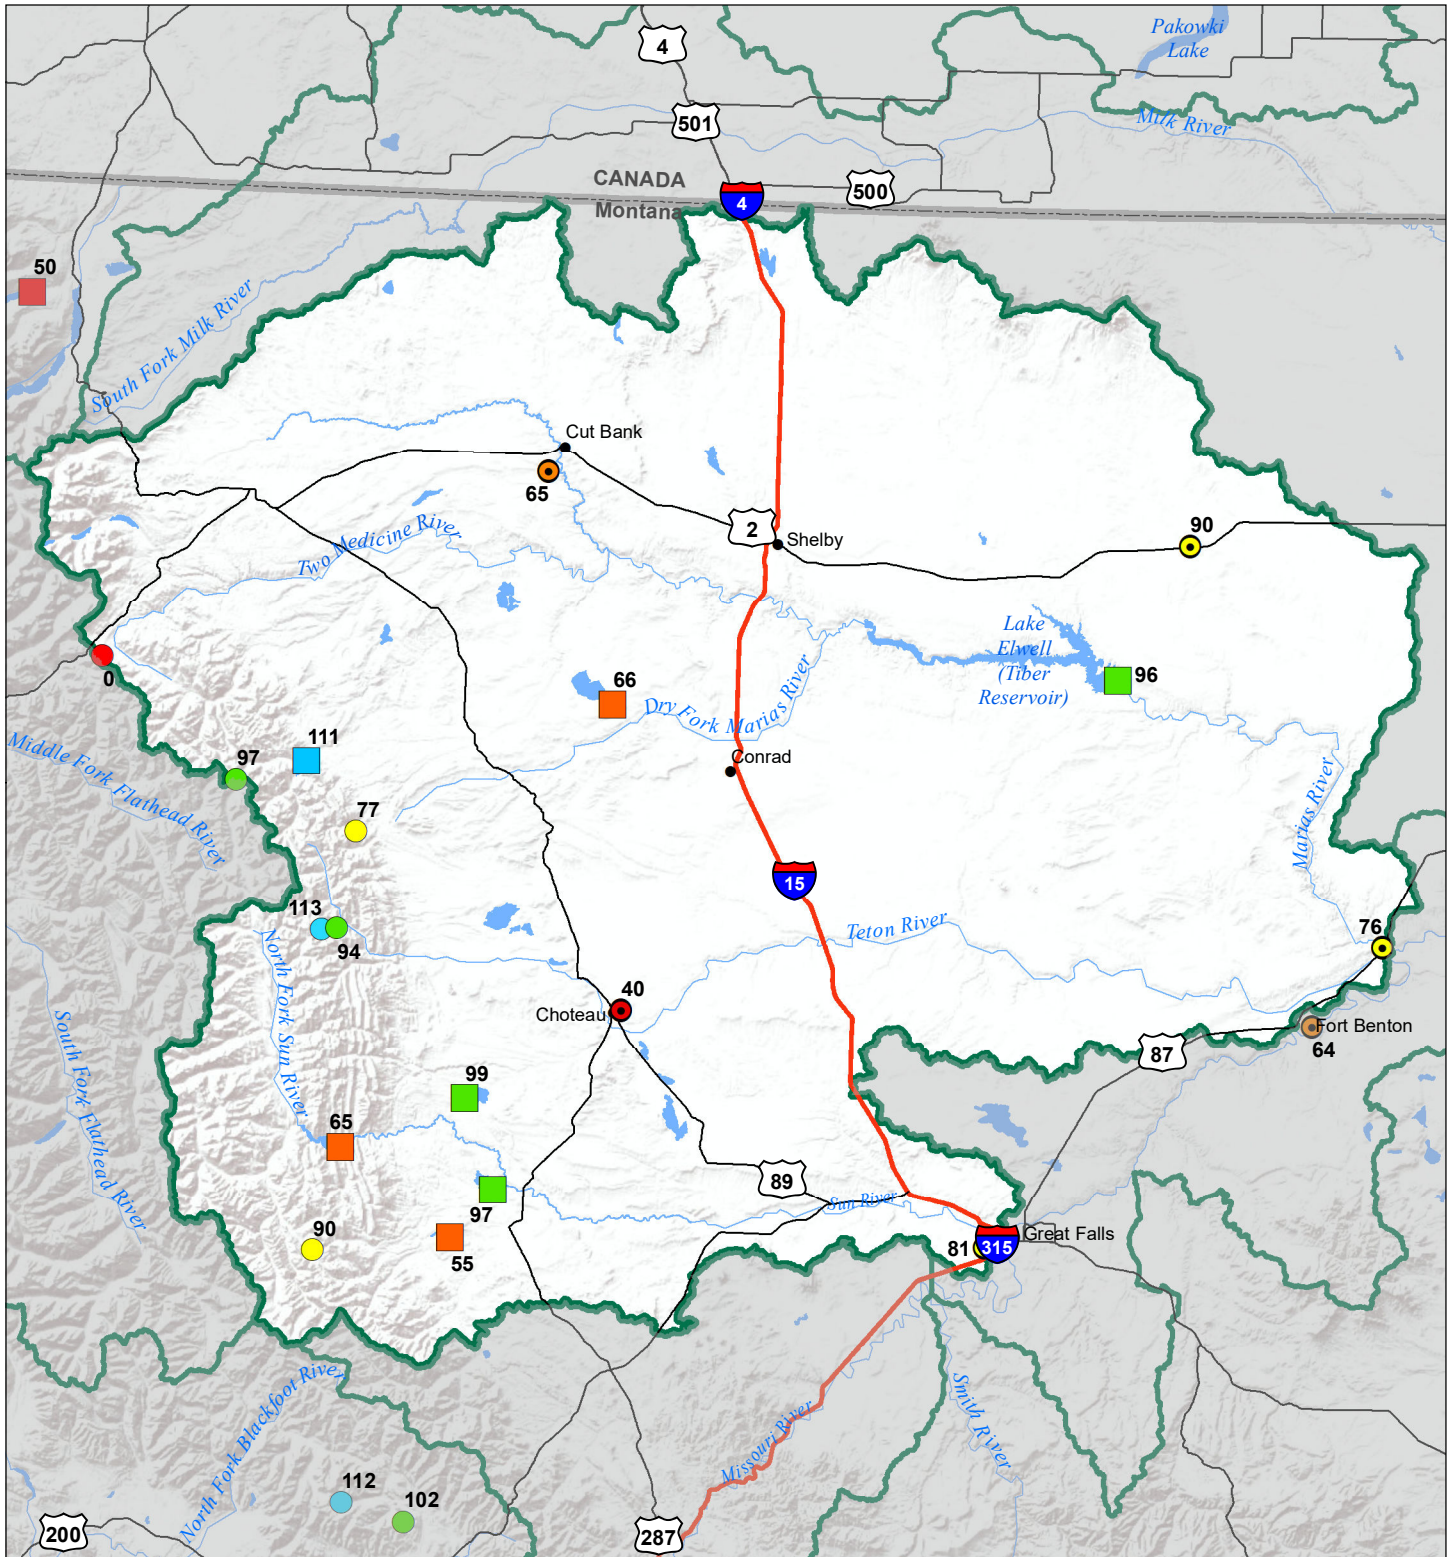 Pakowki
Lake
4
501
Milk River
CANADA
Montana
4
500
50
South Fork Milk River
Cut Bank
65
2
Shelby
90
Two Medicine River
Lake
Elwell
(Tiber
Reservoir)
96
0
66
Dry Fork Marias River
Middle Fork Flathead River
97
111
Conrad
77
Marias River
15
113
94
North Fork Sun River
Teton River
76
40
Choteau
Fort Benton
64
87
South Fork Flathead River
99
65
89
Sun River
97
90
55
81
315
Great Falls
North Fork Blackfoot River
Missouri River
Smith River
112
102
200
287